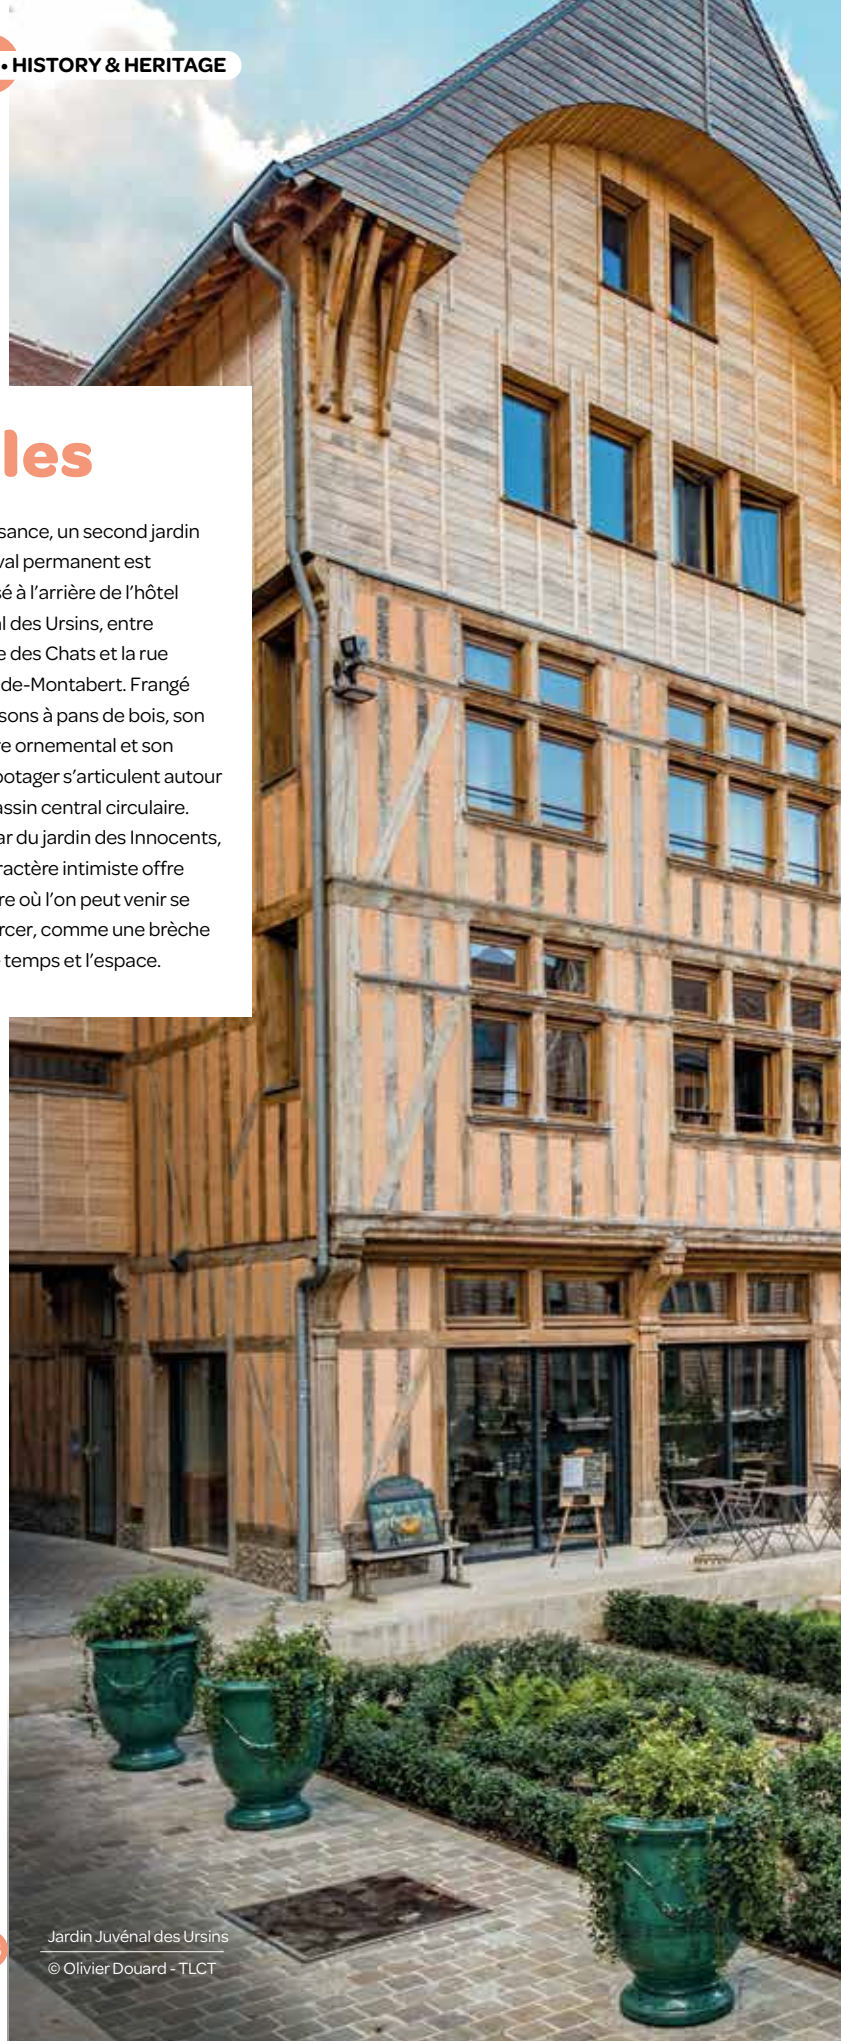 • HISTORY & HERITAGE
les
sance, un second jardin
val permanent est
sé à l’arrière de l’hôtel
l des Ursins, entre
e des Chats et la rue
-de-Montabert. Frangé
sons à pans de bois, son
re ornemental et son
potager s’articulent autour
assin central circulaire.
ar du jardin des Innocents,
ractère intimiste offre
re où l’on peut venir se
rcer, comme une brèche
temps et l’espace.
Jardin Juvénal des Ursins
© Olivier Douard - TLCT